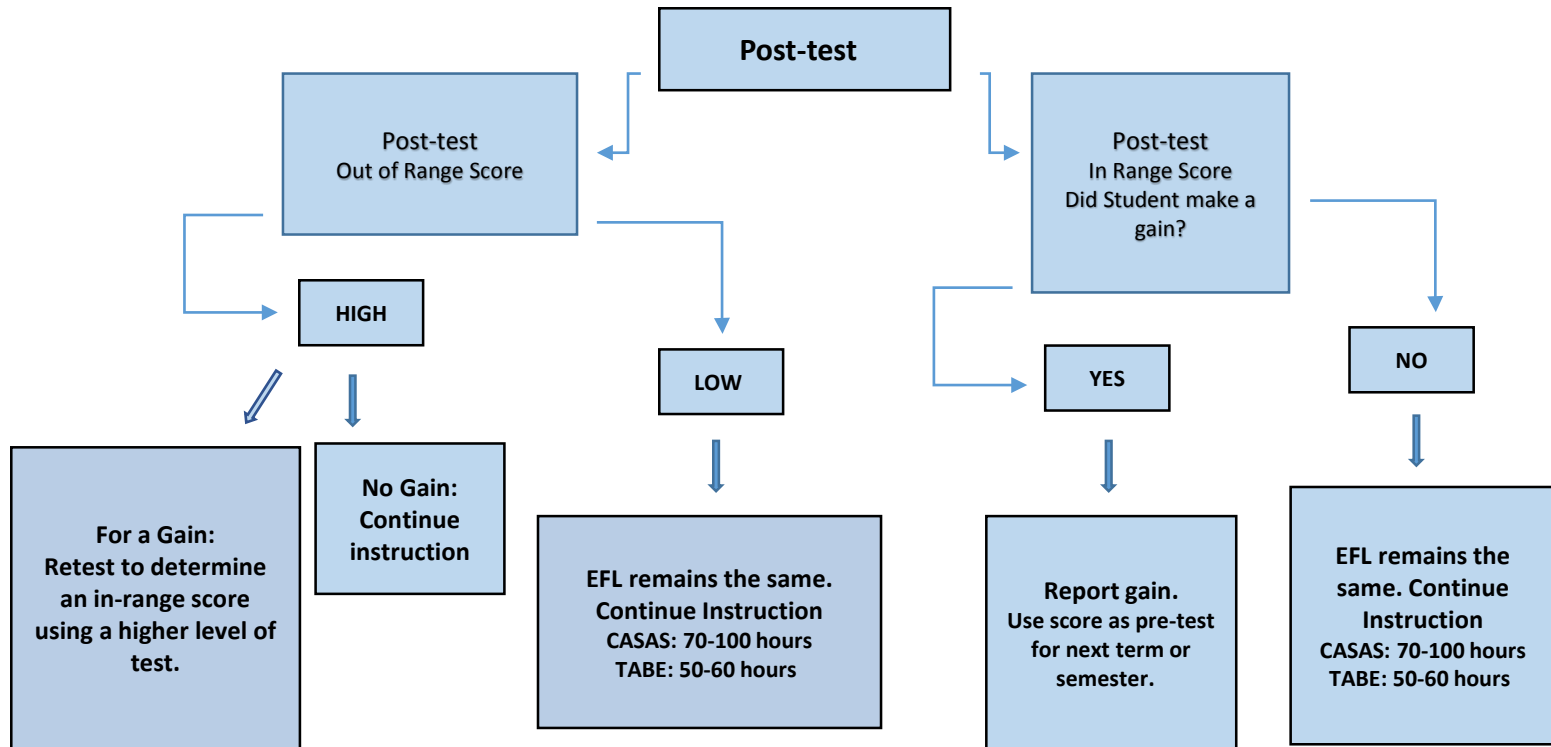 Post-test
Post-test
Out of Range Score
Post-test
In Range Score
Did Student make a
gain?
HIGH
LOW
YES
NO
For a Gain:
Retest to determine
an in-range score
using a higher level of
test.
No Gain:
Continue
instruction
EFL remains the same.
Continue Instruction
CASAS: 70-100 hours
TABE: 50-60 hours
Report gain.
Use score as pre-test
for next term or
semester.
EFL remains the
same. Continue
Instruction
CASAS: 70-100 hours
TABE: 50-60 hours